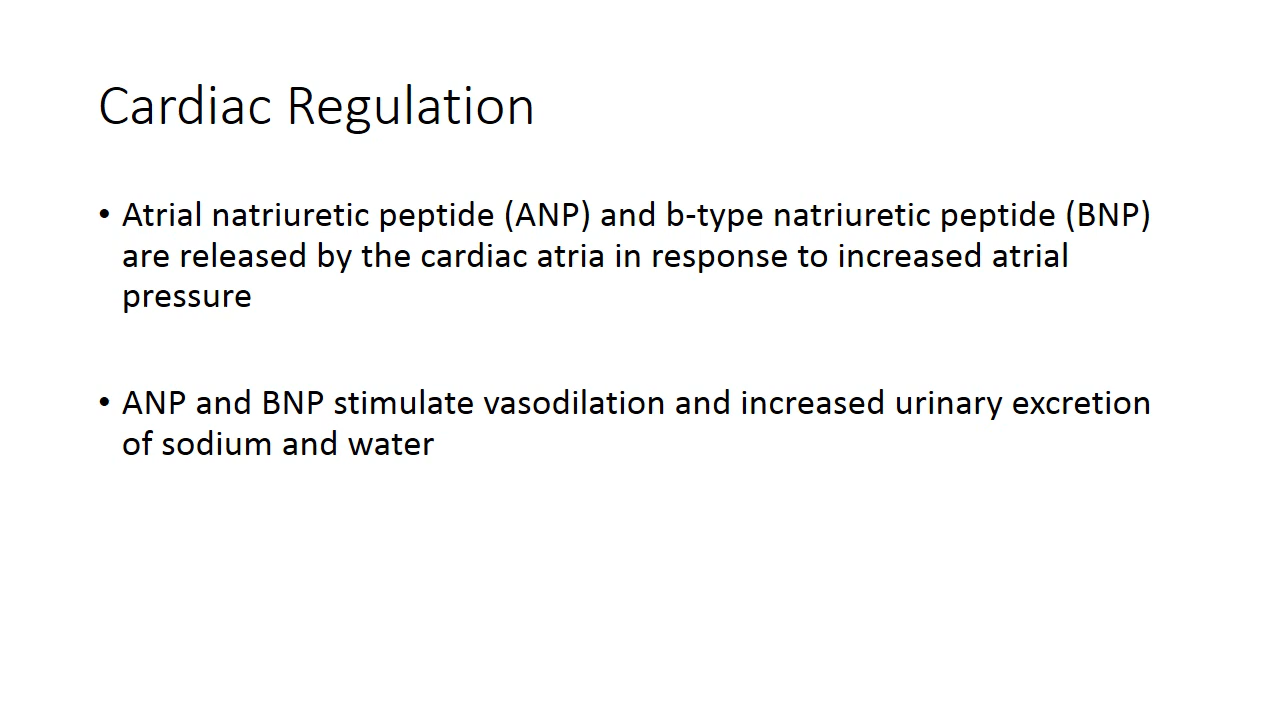 Cardiac Regulation
• Atrial natriuretic peptide (ANP) and b-type natriuretic peptide (BNP)
are released by the cardiac atria in response to increased atrial
pressure
• ANP and BNP stimulate vasodilation and increased urinary excretion
of sodium and water